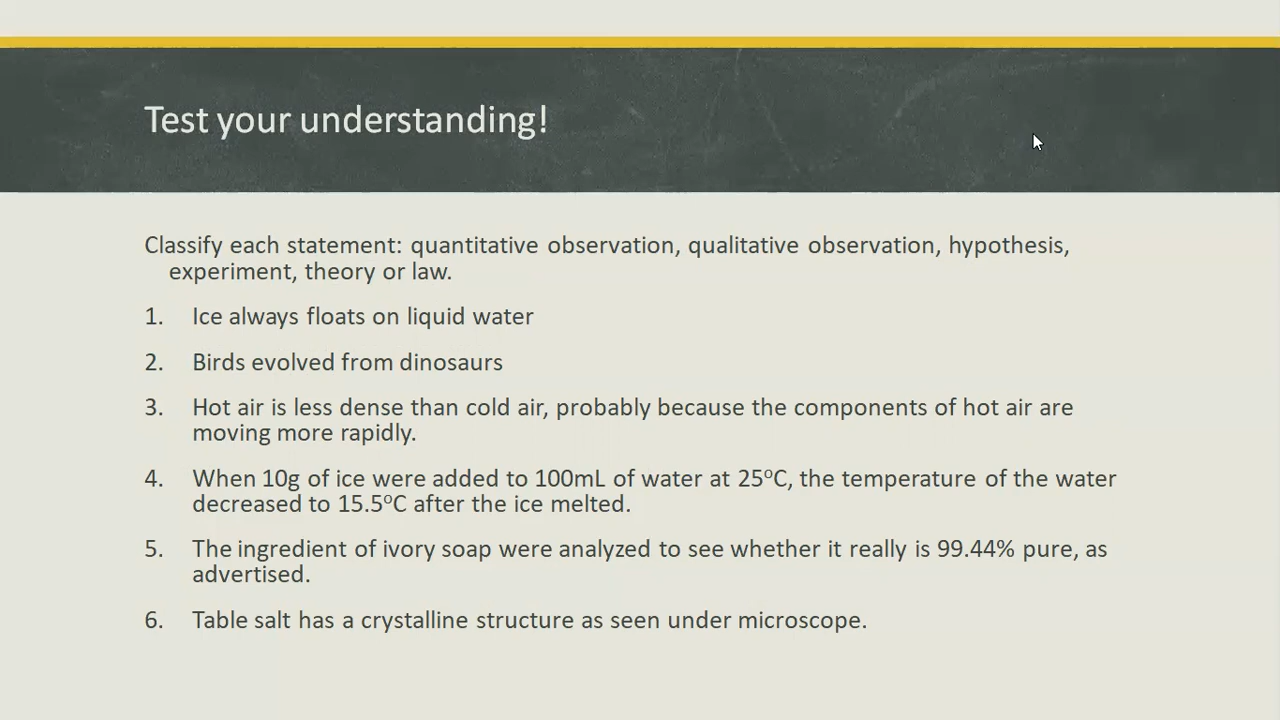 Test your understanding!
Classify each statement: quantitative observation, qualitative observation, hypothesis,
experiment, theory or law.
1. Ice always floats on liquid water
2. Birds evolved from dinosaurs
3. Hot air is less dense than cold air, probably because the components of hot air are
moving more rapidly.
4. When 10g of ice were added to 100mL of water at 25°C, the temperature of the water
decreased to 15.5°C after the ice melted.
5. The ingredient of ivory soap were analyzed to see whether it really is 99.44% pure, as
advertised.
6. Table salt has a crystalline structure as seen under microscope.